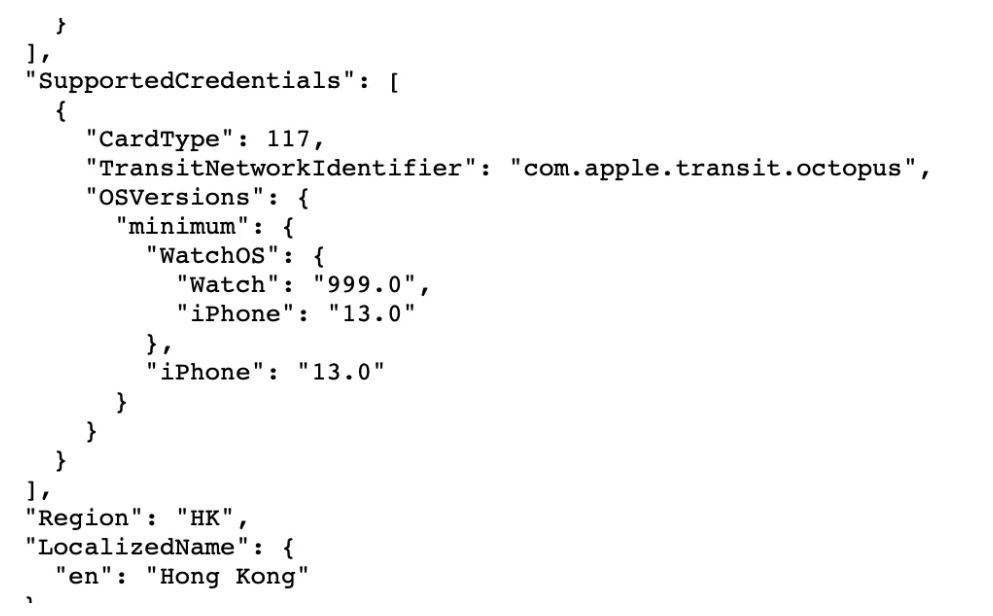 }
],
"SupportedCredentials": [
{
"CardType": 117,
"TransitNetworkIdentifier": "com.apple.transit.octopus",
"OSVersions": {
"minimum": {
"WatchOS": {
"Watch": "999.0",
"iPhone": "13.0"
},
"iPhone": "13.0"
}
}
}
],
"Region": "HK",
"LocalizedName": {
"en": "Hong Kong"
}